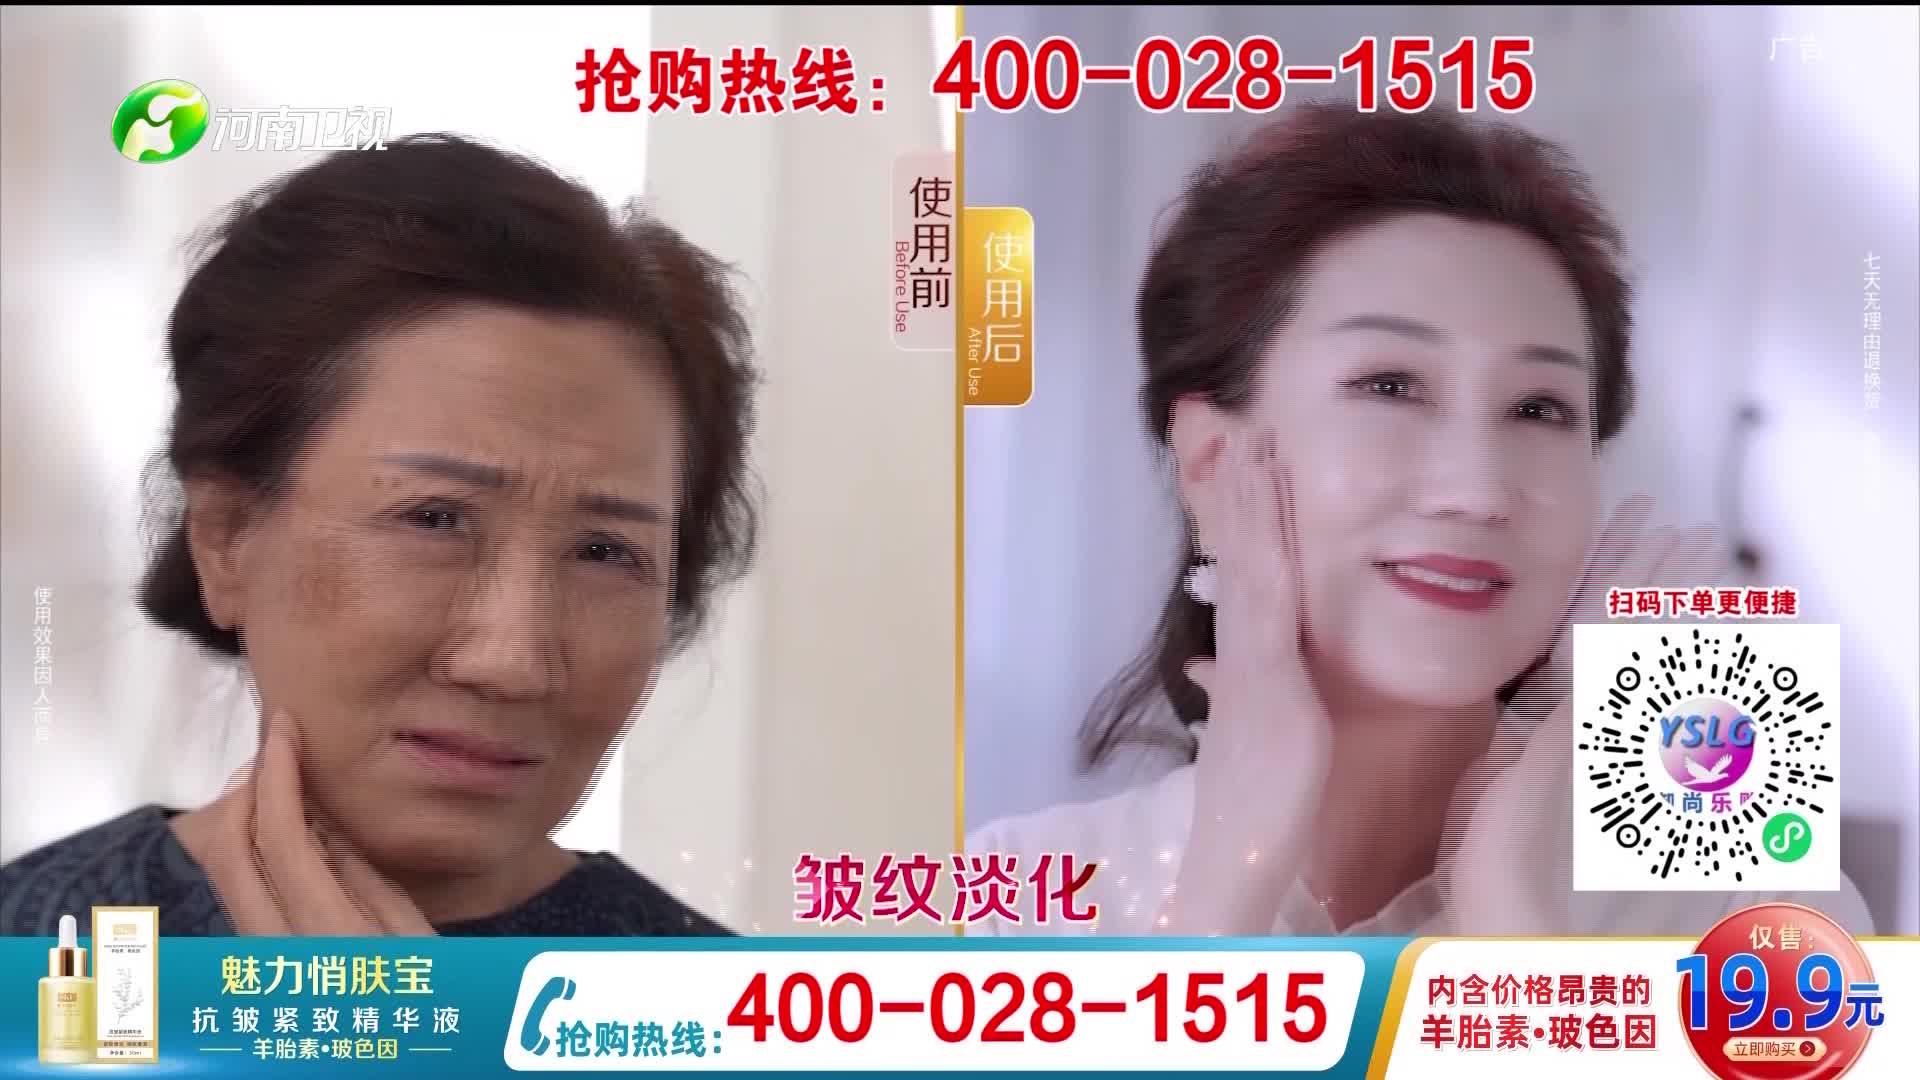 抢购热线：400-028-1515
广告
河南卫视
使用前
Before Use
使用后
After Use
七天无理由退换货
使用效果因人而异
扫码下单更便捷
YSLG
尚乐
皱纹淡化
魅力悄肤宝
抗皱紧致精华液
羊胎素•玻色因
抢购热线：400-028-1515
内含价格昂贵的
羊胎素•玻色因
仅售：
19.9元
立即购买